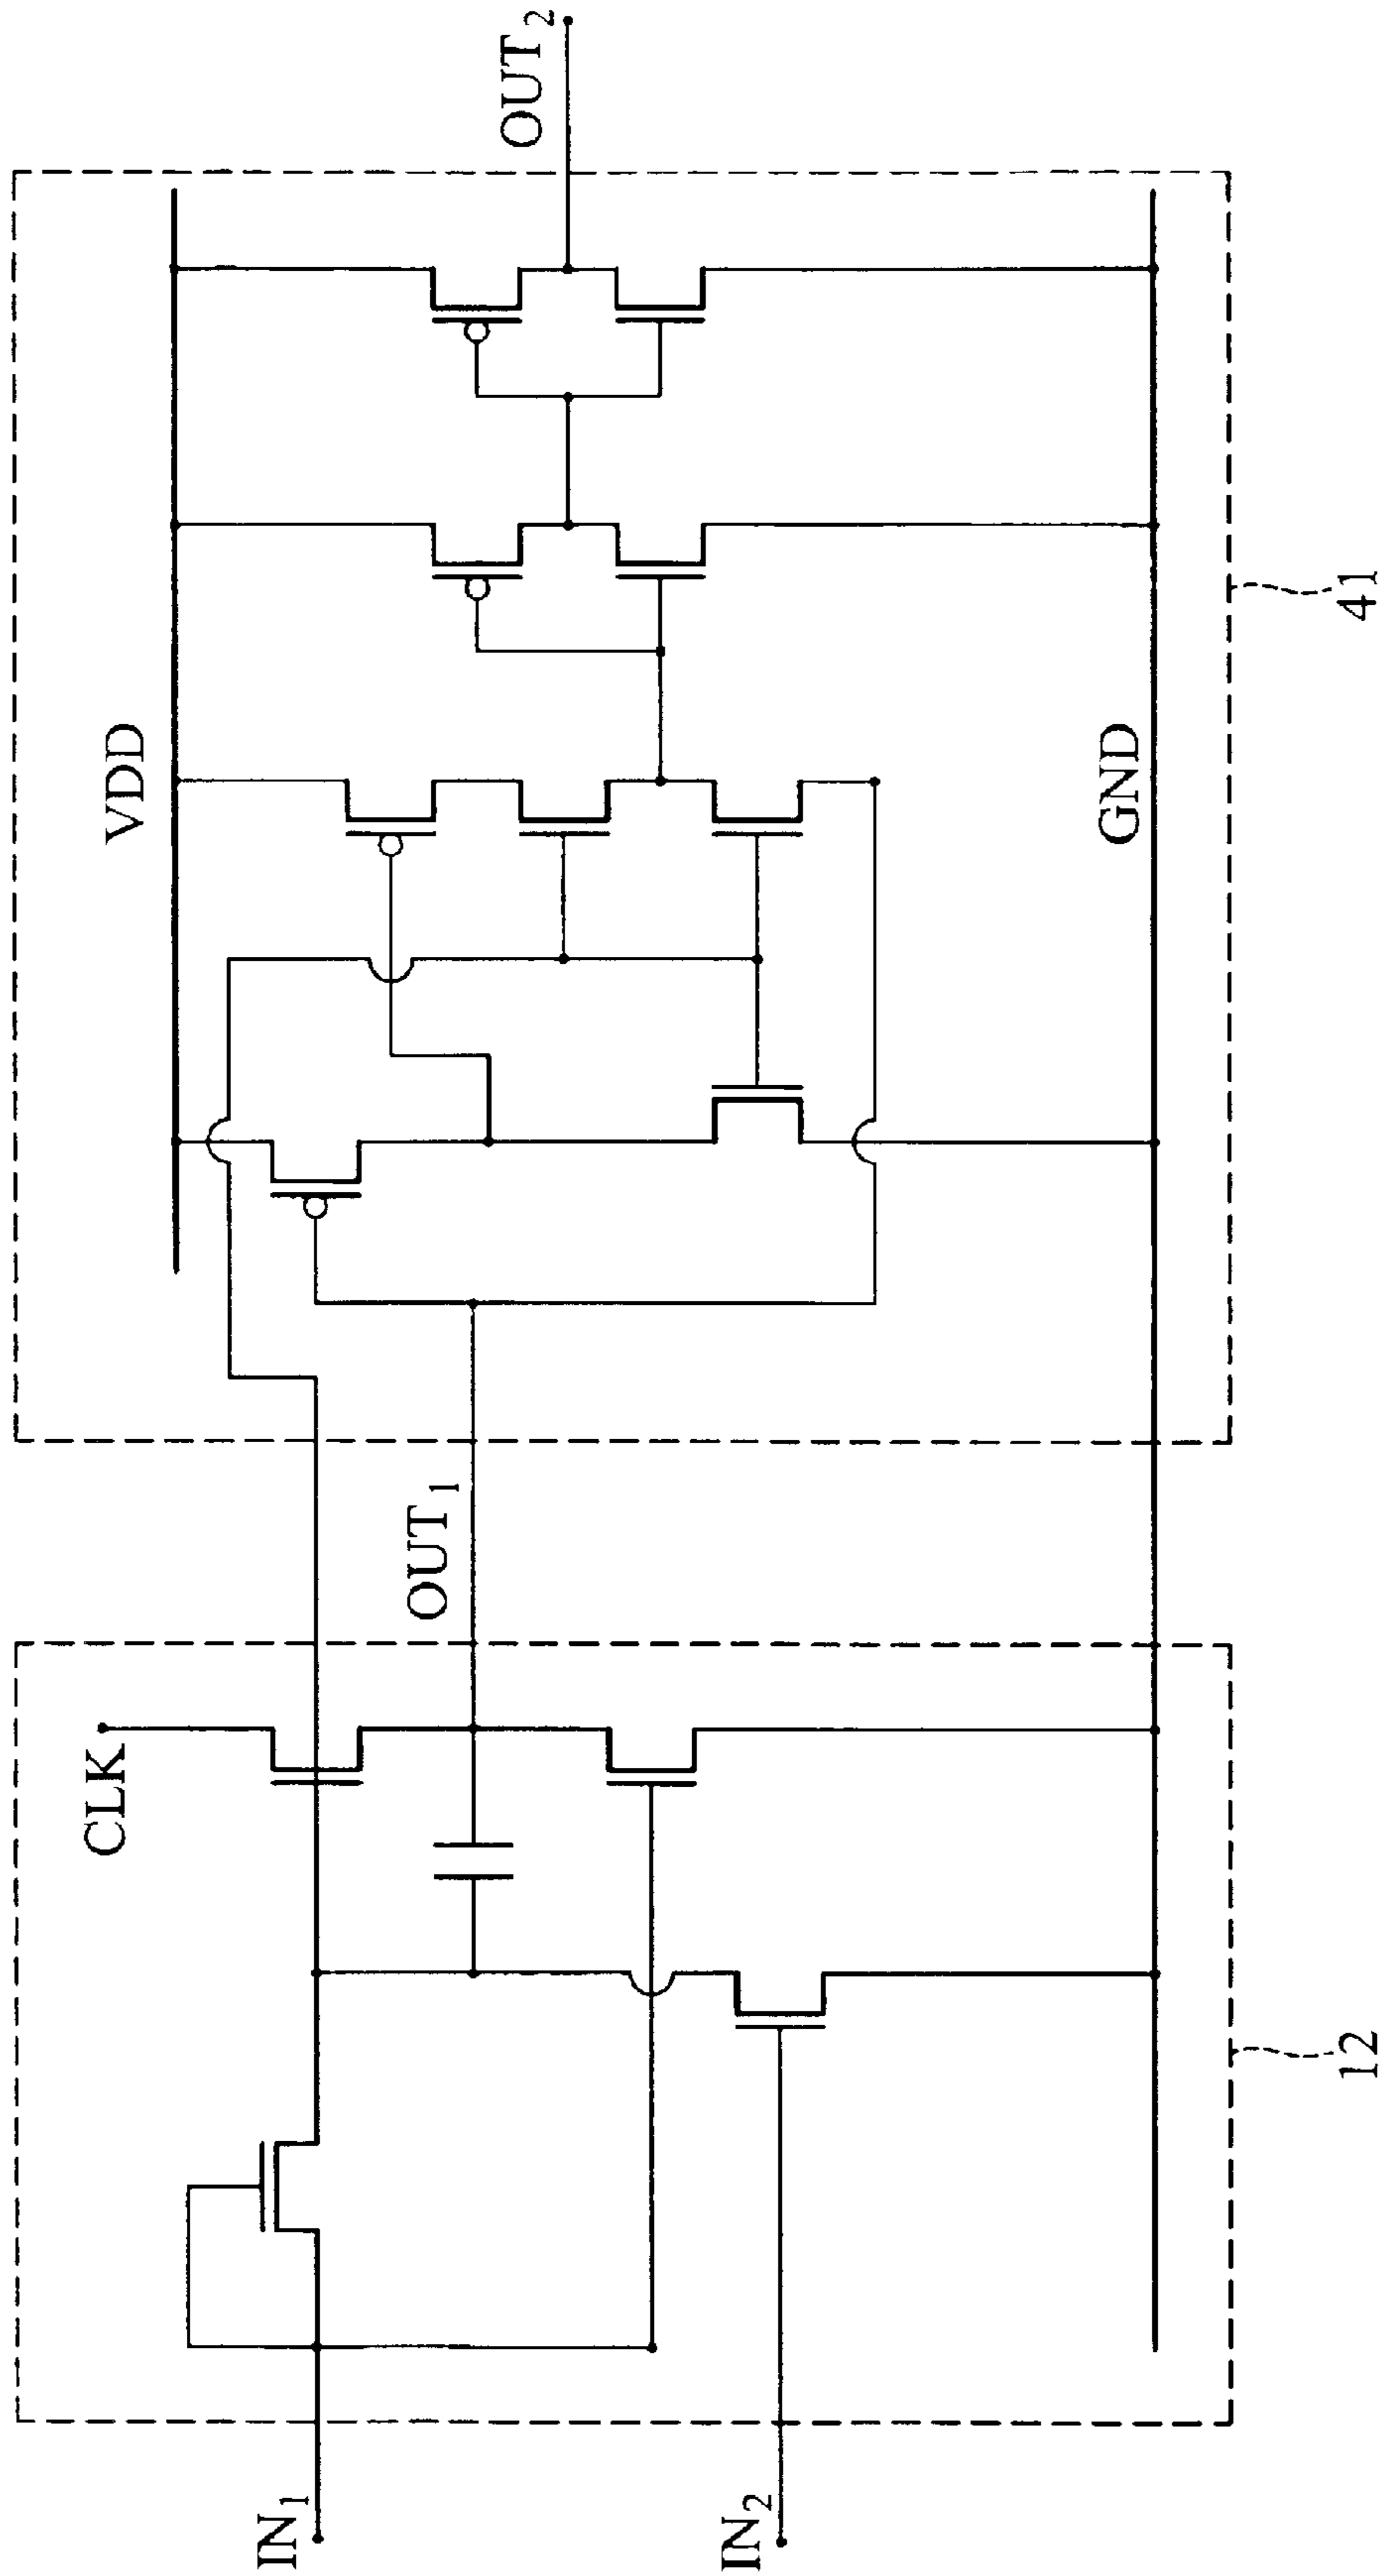 IN1
IN2
CLK
OUT1
VDD
GND
OUT2
12
41